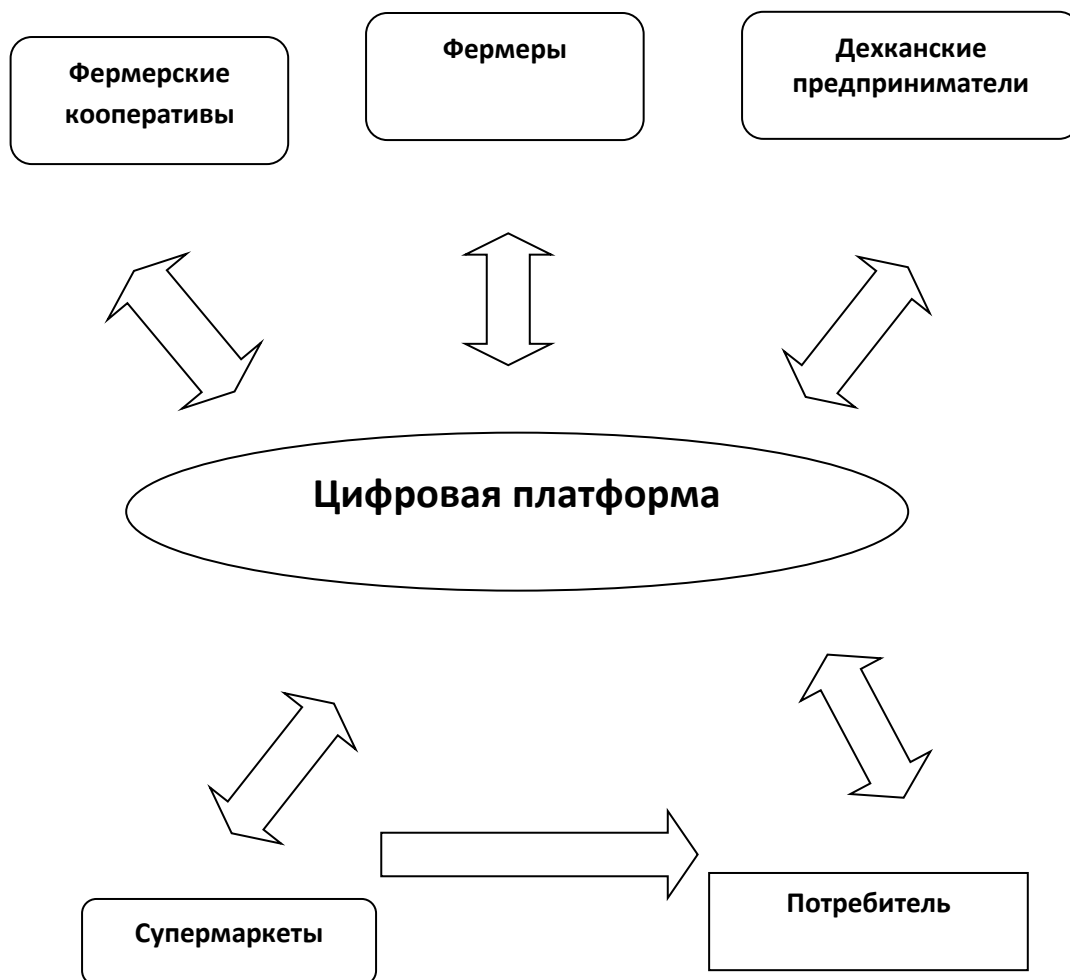 Фермерские
кооперативы
Фермеры
Дехканские
предприниматели
Цифровая платформа
Супермаркеты
Потребитель